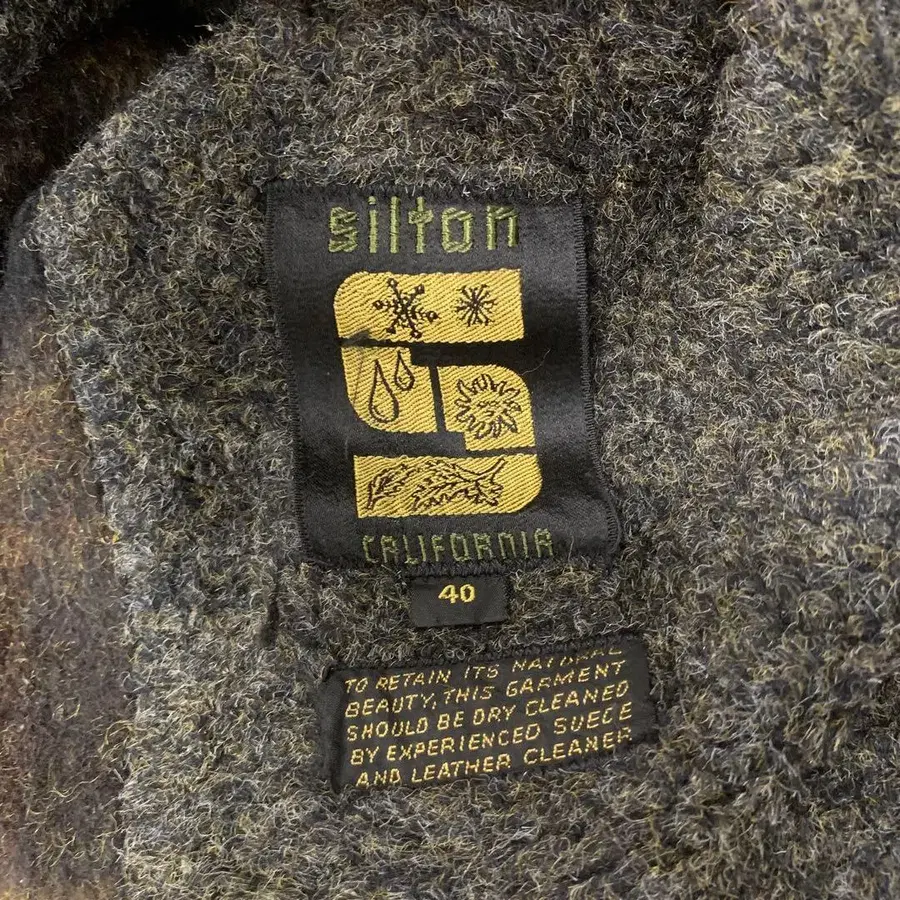 silton
CALIFORNIA
40
TO RETAIN ITS NATURAL
BEAUTY, THIS GARMENT
SHOULD BE DRY CLEANED
BY EXPERIENCED SUEDE
AND LEATHER CLEANER